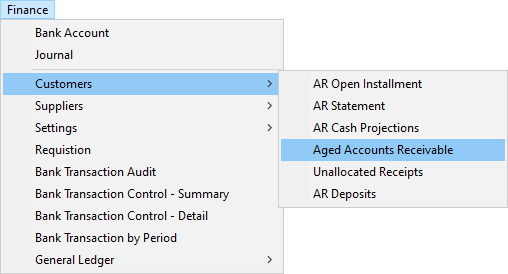 Finance
Bank Account
Journal
Customers
Suppliers
Settings
Requistion
Bank Transaction Audit
Bank Transaction Control - Summary
Bank Transaction Control - Detail
Bank Transaction by Period
General Ledger
AR Open Installment
AR Statement
AR Cash Projections
Aged Accounts Receivable
Unallocated Receipts
AR Deposits